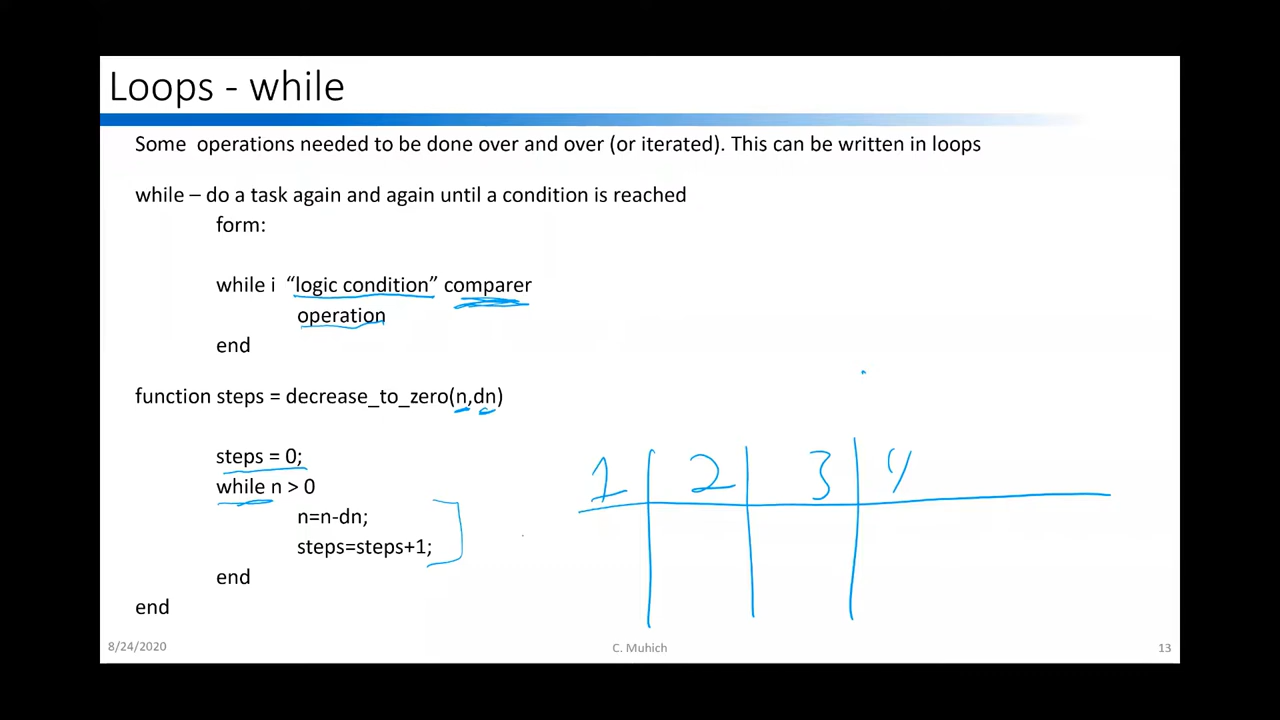 Loops - while
Some operations needed to be done over and over (or iterated). This can be written in loops
while – do a task again and again until a condition is reached
form:
while i “logic condition” comparer
operation
end
function steps = decrease_to_zero(n,dn)
steps = 0;
while n > 0
n=n-dn;
steps=steps+1;
end
end
1 2 3 4
8/24/2020 C. Muhich 13